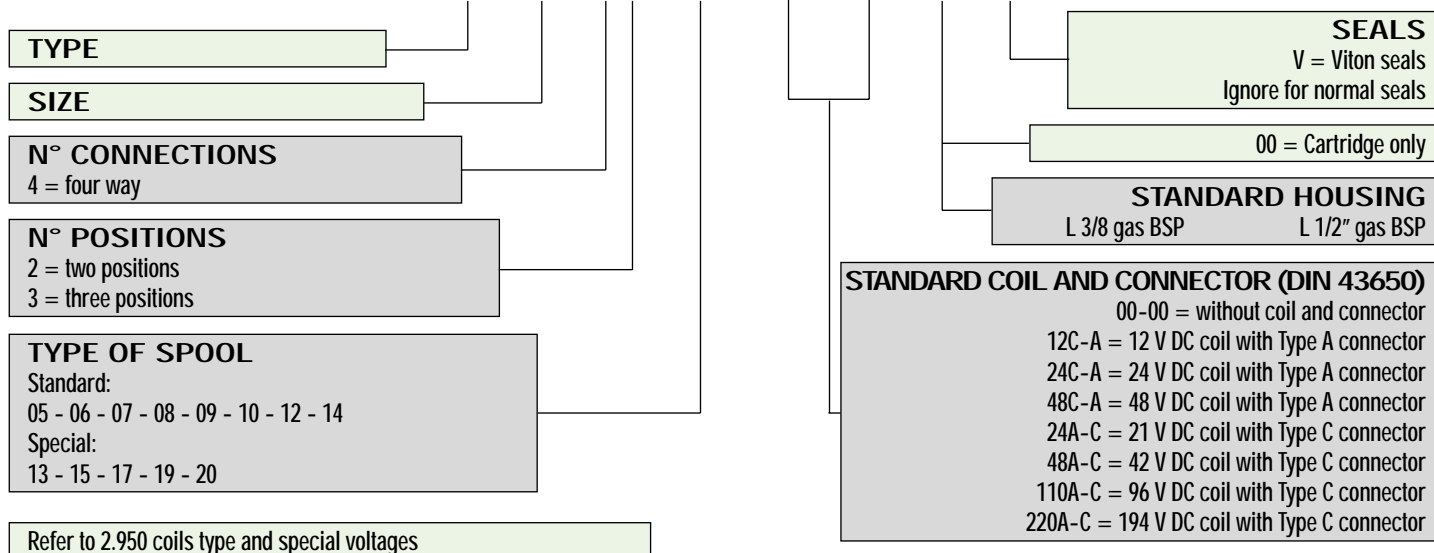 TYPE
SIZE
N° CONNECTIONS
4 = four way
N° POSITIONS
2 = two positions
3 = three positions
TYPE OF SPOOL
Standard:
05 - 06 - 07 - 08 - 09 - 10 - 12 - 14
Special:
13 - 15 - 17 - 19 - 20
Refer to 2.950 coils type and special voltages
SEALS
V = Viton seals
Ignore for normal seals
00 = Cartridge only
STANDARD HOUSING
L 3/8 gas BSP L 1/2″ gas BSP
STANDARD COIL AND CONNECTOR (DIN 43650)
00-00 = without coil and connector
12C-A = 12 V DC coil with Type A connector
24C-A = 24 V DC coil with Type A connector
48C-A = 48 V DC coil with Type A connector
24A-C = 21 V DC coil with Type C connector
48A-C = 42 V DC coil with Type C connector
110A-C = 96 V DC coil with Type C connector
220A-C = 194 V DC coil with Type C connector